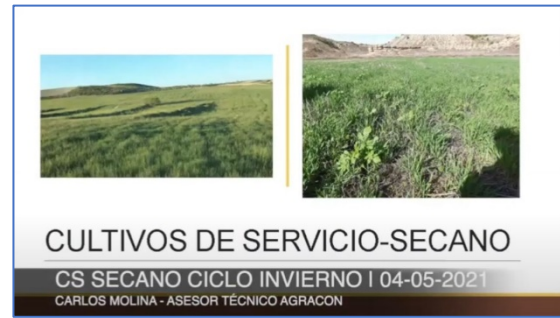 CULTIVOS DE SERVICIO-SECANO
CS SECANO CICLO INVIERNO | 04-05-2021
CARLOS MOLINA - ASESOR TÉCNICO AGRACON